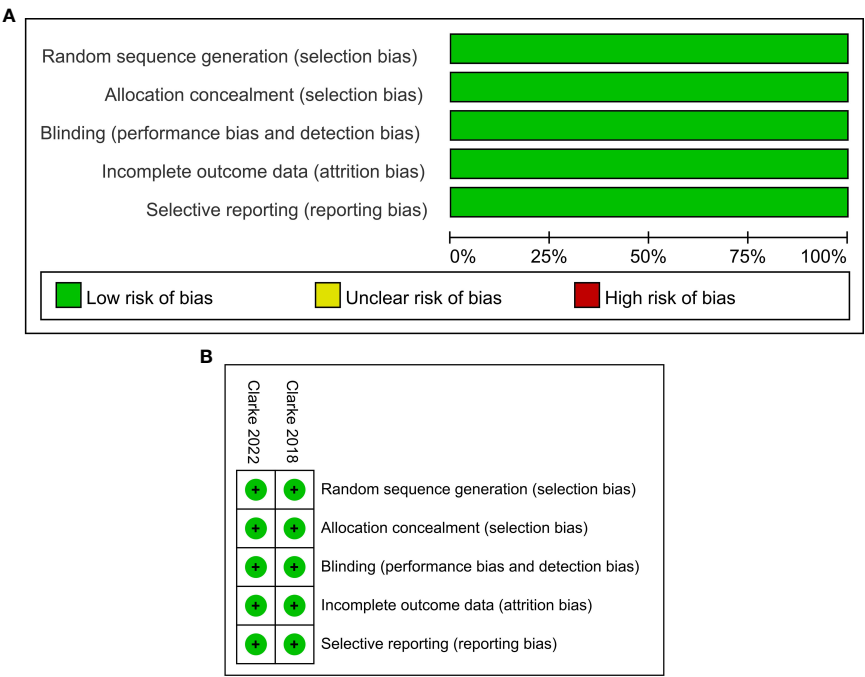 A
Random sequence generation (selection bias)
Allocation concealment (selection bias)
Blinding (performance bias and detection bias)
Incomplete outcome data (attrition bias)
Selective reporting (reporting bias)
0% 25% 50% 75% 100%
Low risk of bias Unclear risk of bias High risk of bias
B
Clarke 2022
Clarke 2018
+ + Random sequence generation (selection bias)
+ + Allocation concealment (selection bias)
+ + Blinding (performance bias and detection bias)
+ + Incomplete outcome data (attrition bias)
+ + Selective reporting (reporting bias)